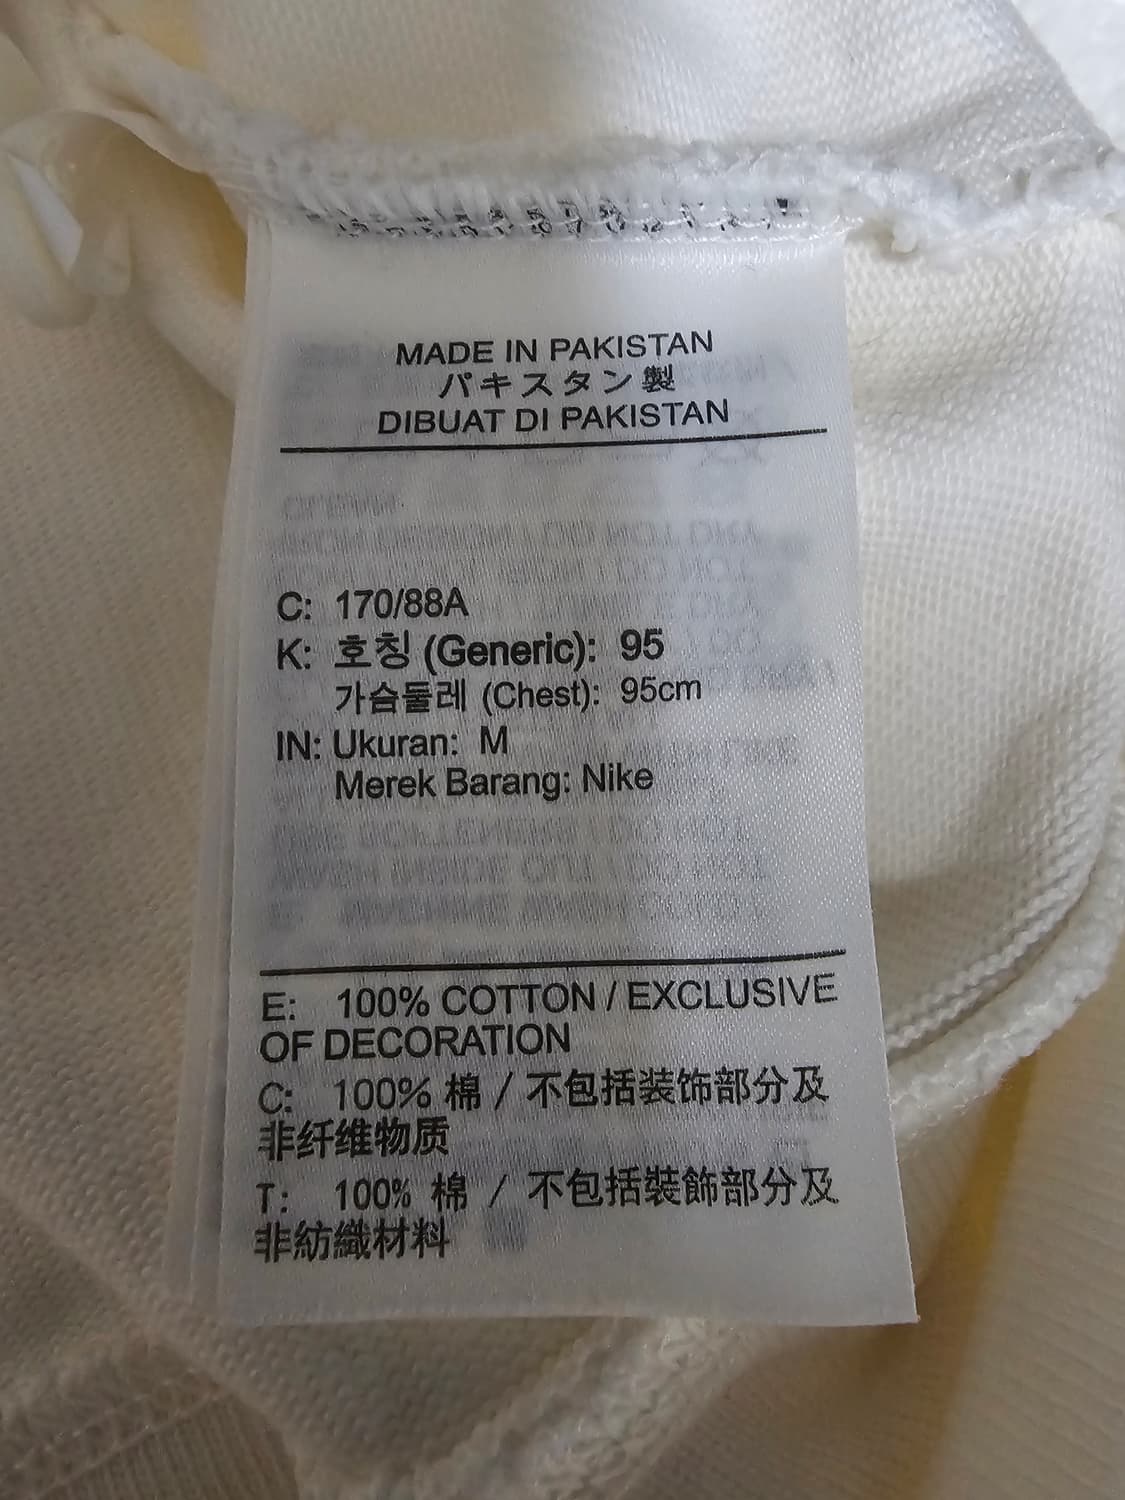 MADE IN PAKISTAN
パキスタン製
DIBUAT DI PAKISTAN
C: 170/88A
K: 호칭 (Generic): 95
가슴둘레 (Chest): 95cm
IN: Ukuran: M
Merek Barang: Nike
E: 100% COTTON / EXCLUSIVE
OF DECORATION
C: 100% 棉 / 不包括装饰部分及
非纤维物质
T: 100% 棉 / 不包括裝飾部分及
非紡織材料